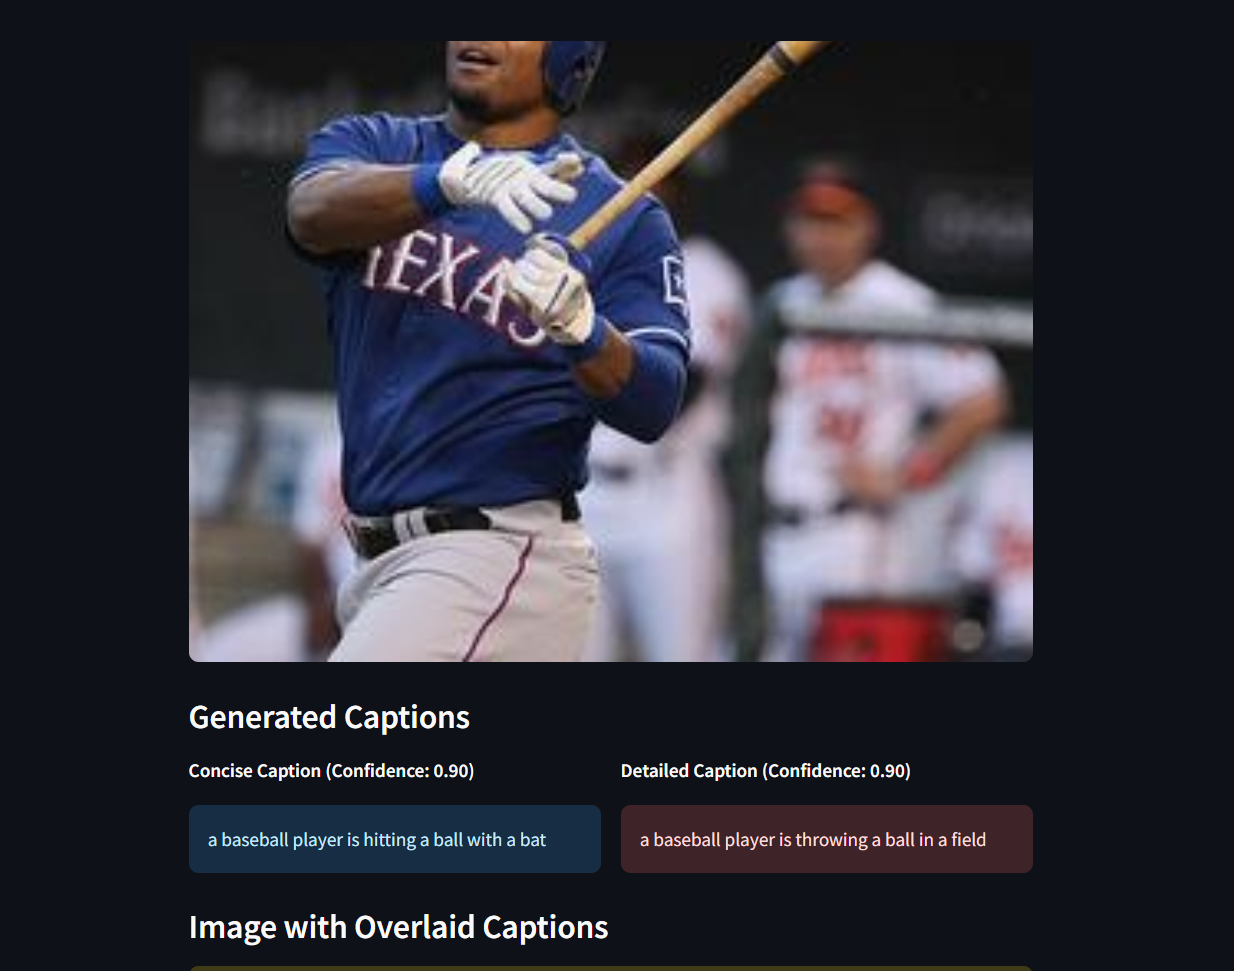 TEXAS
Generated Captions
Concise Caption (Confidence: 0.90)
Detailed Caption (Confidence: 0.90)
a baseball player is hitting a ball with a bat
a baseball player is throwing a ball in a field
Image with Overlaid Captions